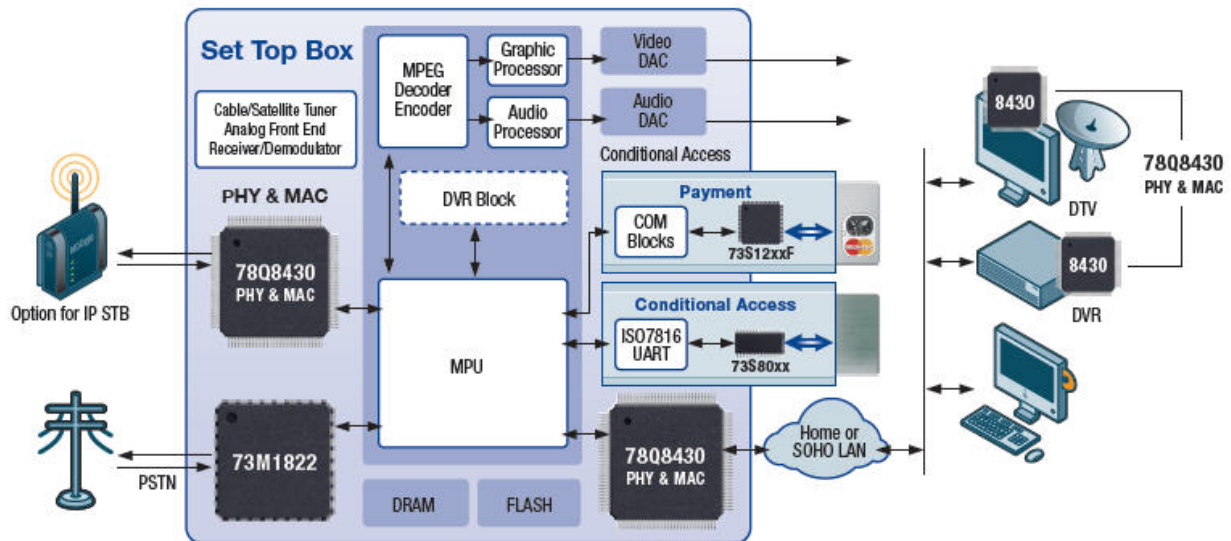 Set Top Box
Cable/Satellite Tuner
Analog Front End
Receiver/Demodulator
MPEG
Decoder
Encoder
Graphic
Processor
Audio
Processor
Video
DAC
Audio
DAC
DVR Block
Conditional Access
Payment
COM
Blocks
73S12xxF
Conditional Access
ISO7816
UART
73S80xx
PHY & MAC
78Q8430
PHY & MAC
Option for IP STB
MPU
73M1822
PSTN
DRAM
FLASH
78Q8430
PHY & MAC
Home or
SOHO LAN
8430
DTV
78Q8430
PHY & MAC
8430
DVR